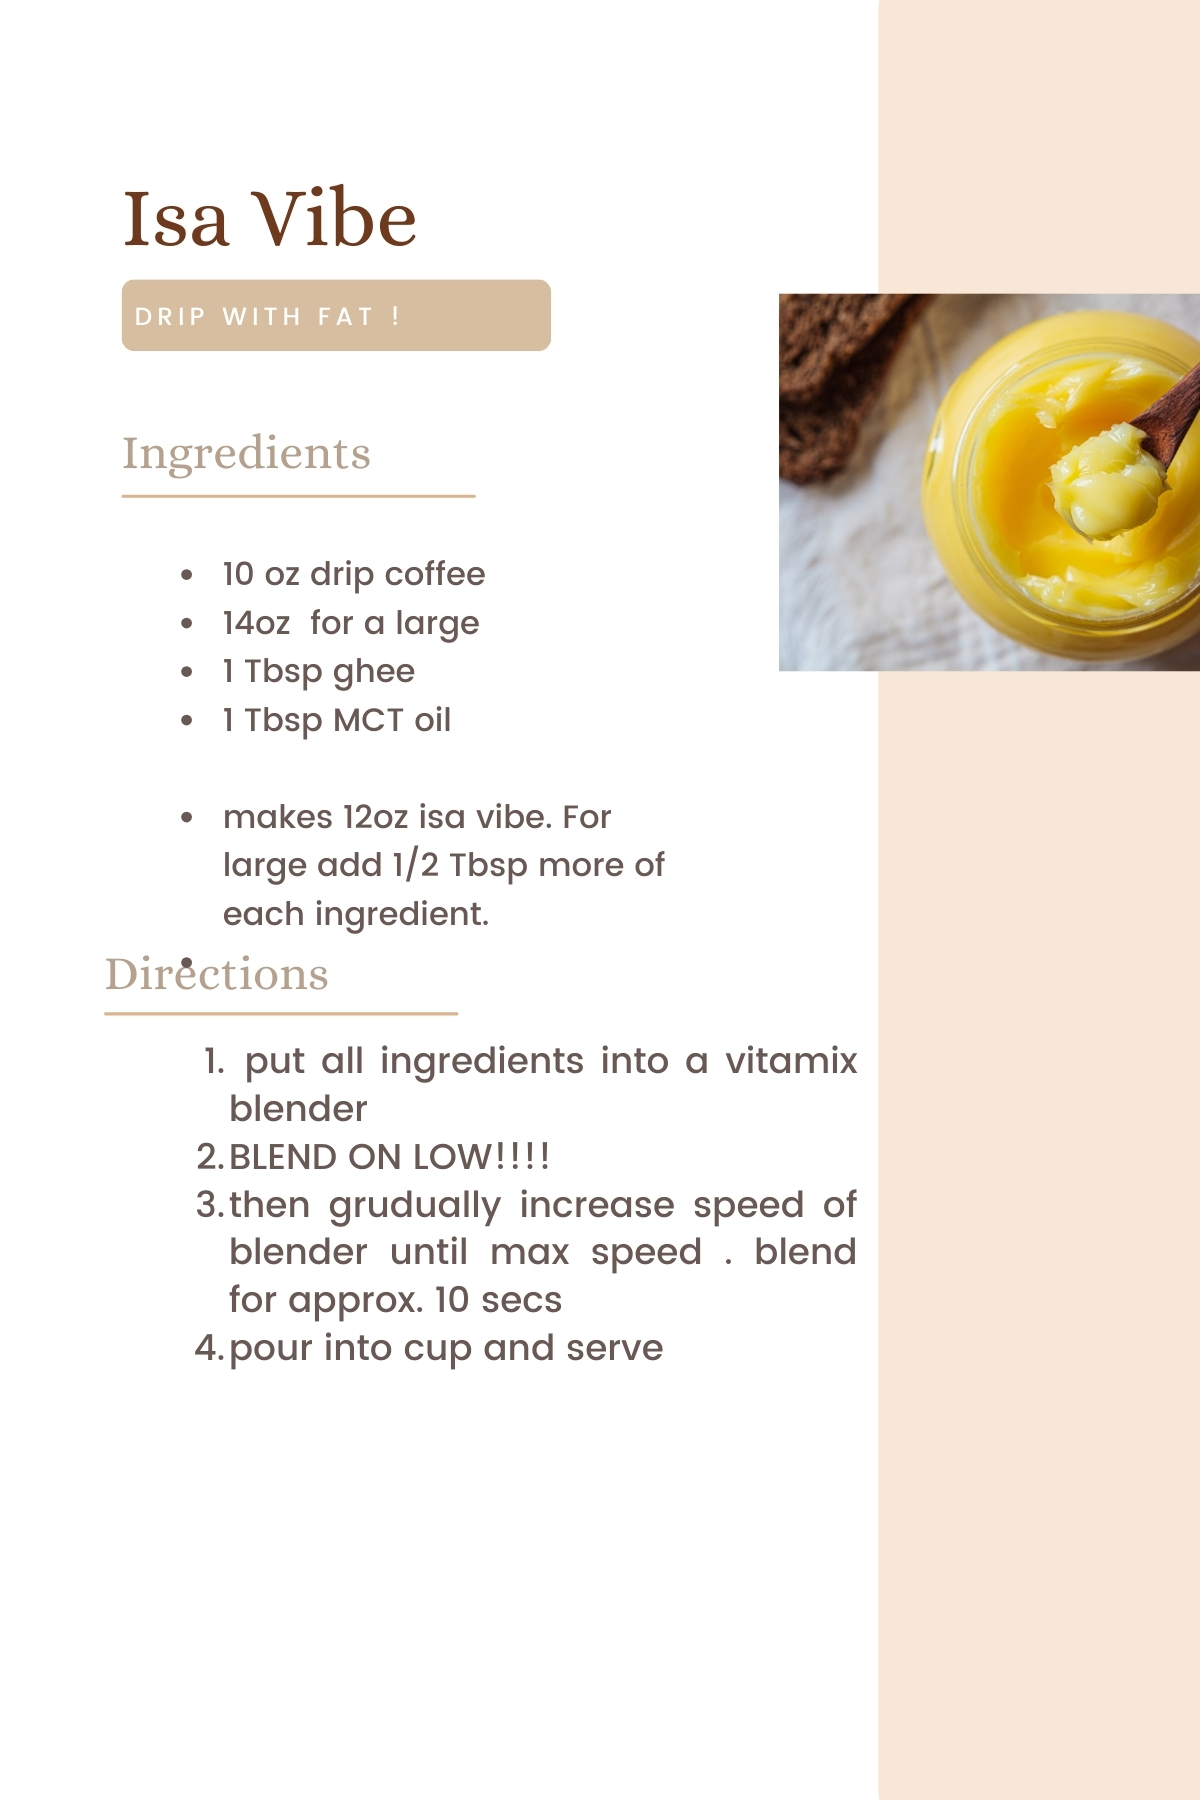 Isa Vibe
DRIP WITH FAT !
Ingredients
• 10 oz drip coffee
• 14oz  for a large
• 1 Tbsp ghee
• 1 Tbsp MCT oil
• makes 12oz isa vibe. For
large add 1/2 Tbsp more of
each ingredient.
•
Directions
1. put all ingredients into a vitamix
blender
2. BLEND ON LOW!!!!
3. then grudually increase speed of
blender until max speed . blend
for approx. 10 secs
4. pour into cup and serve